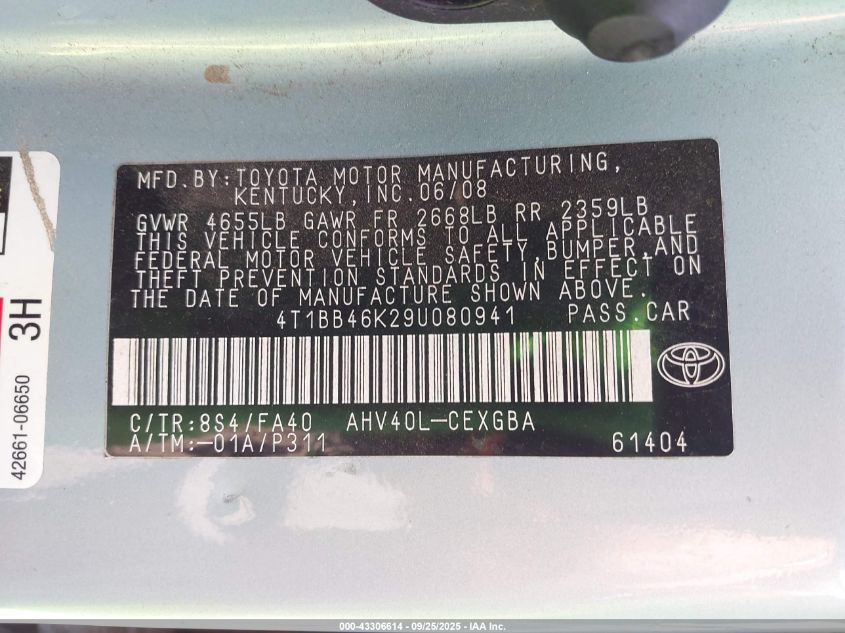 MFD.BY:TOYOTA MOTOR MANUFACTURING,
KENTUCKY,INC.06/08
GVWR 4655LB GAWR FR 2668LB RR 2359LB
THIS VEHICLE CONFORMS TO ALL APPLICABLE
FEDERAL MOTOR VEHICLE SAFETY,BUMPER,AND
THEFT PREVENTION STANDARDS IN EFFECT ON
THE DATE OF MANUFACTURE SHOWN ABOVE.
4T1BB46K29U080941 PASS.CAR
C/TR:8S4/FA40 AHV40L-CEXGBA
A/TM:-01A/P311 61404
3H
42661-06650
000-43306614 - 09/25/2025 - IAA Inc.